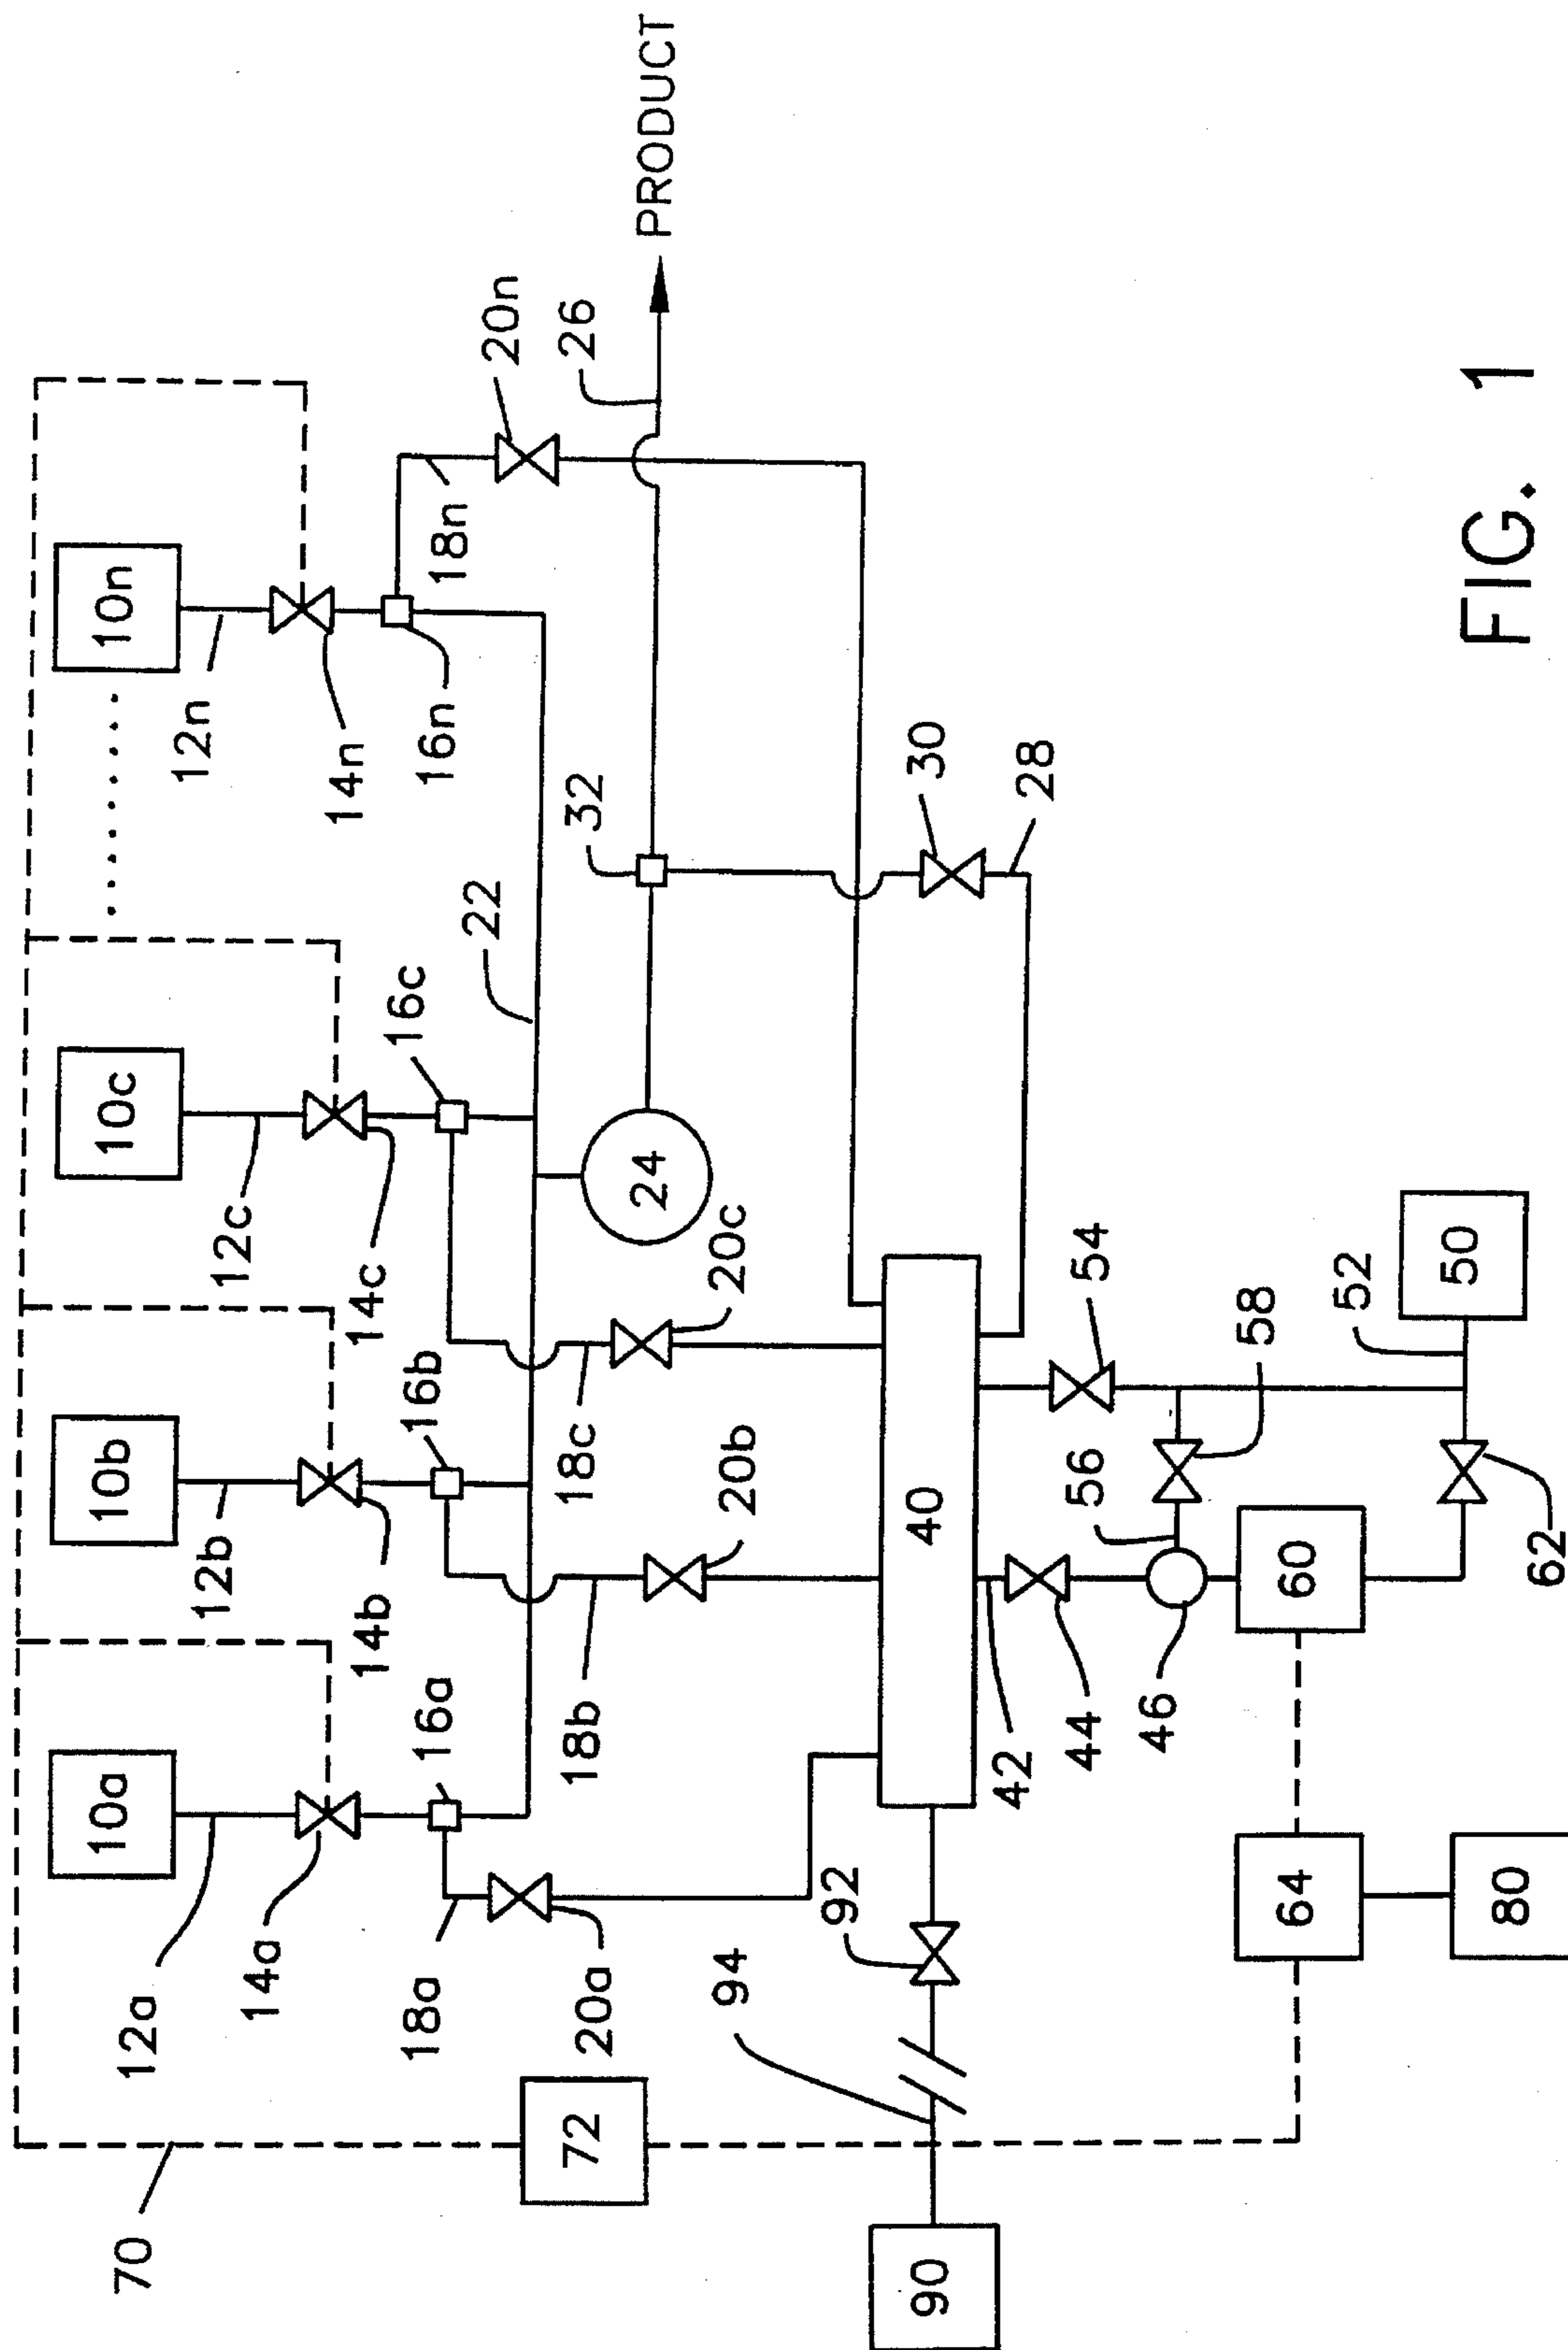 10a
10b
10c
10n
12a
12b
12c
12n
14a
14b
14c
14n
16a
16b
16c
16n
18a
18b
18c
18n
20a
20b
20c
20n
22
24
26
PRODUCT
32
30
28
70
72
40
90
94
92
42
44
46
54
56
58
52
50
60
62
64
80
FIG. 1